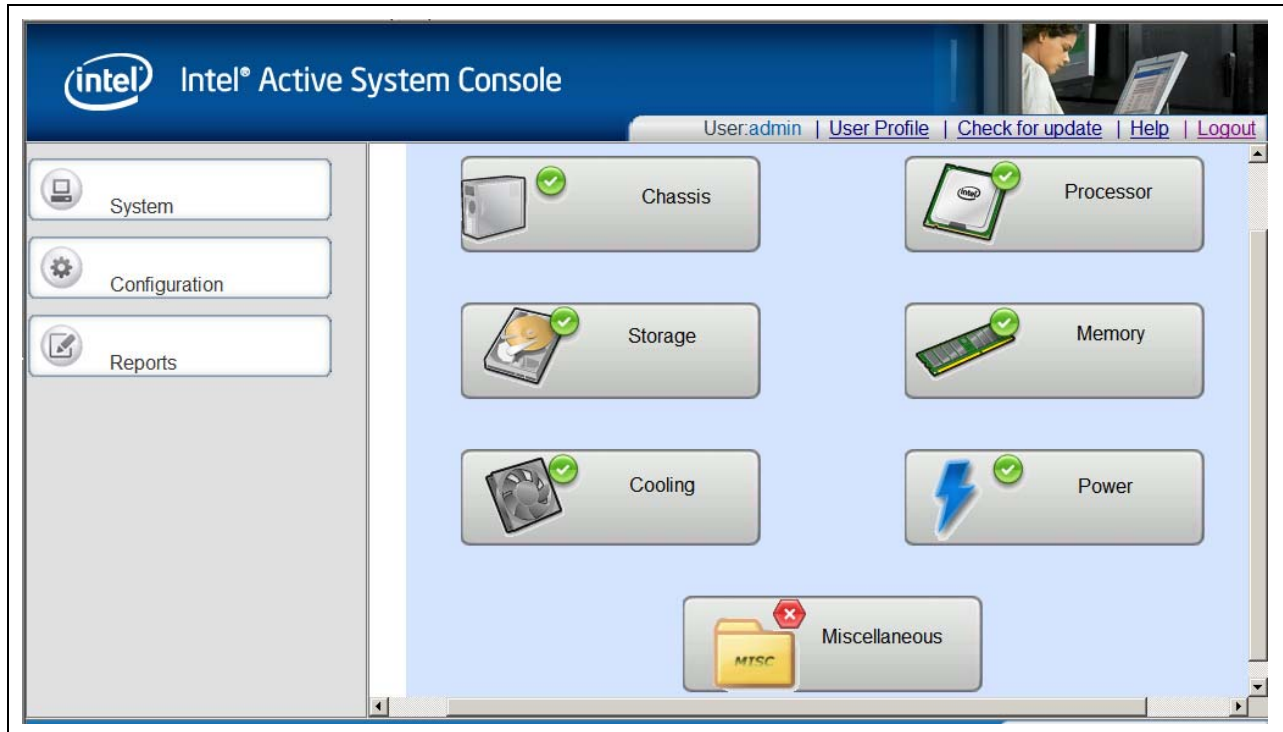 intel Intel® Active System Console
User:admin | User Profile | Check for update | Help | Logout
System
Configuration
Reports
Chassis
intel
Processor
Storage
Memory
Cooling
Power
MISC
Miscellaneous